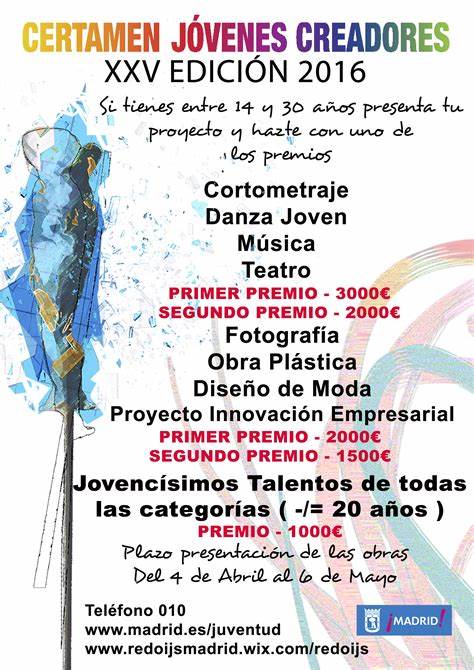 CERTAMEN JÓVENES CREADORES
XXV EDICIÓN 2016
Si tienes entre 14 y 30 años presenta tu
proyecto y hazte con uno de
los premios
Cortometraje
Danza Joven
Música
Teatro
PRIMER PREMIO - 3000€
SEGUNDO PREMIO - 2000€
Fotografía
Obra Plástica
Diseño de Moda
Proyecto Innovación Empresarial
PRIMER PREMIO - 2000€
SEGUNDO PREMIO - 1500€
Jovencísimos Talentos de todas
las categorías ( -/= 20 años )
PREMIO - 1000€
Plazo presentación de las obras
Del 4 de Abril al 6 de Mayo
Teléfono 010
www.madrid.es/juventud
www.redoijsmadrid.wix.com/redoijs
¡MADRID!